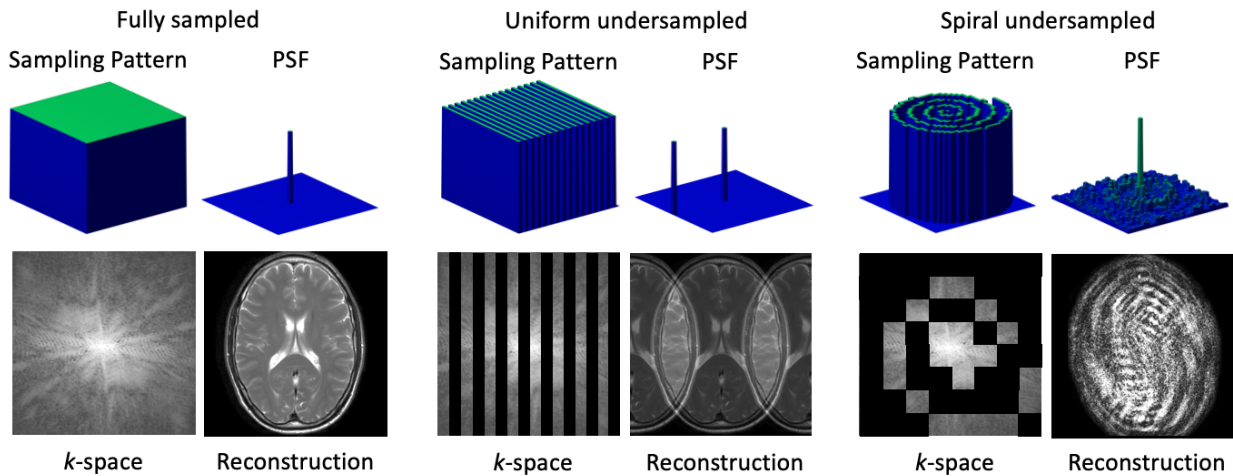 Fully sampled
Uniform undersampled
Spiral undersampled
Sampling Pattern
PSF
Sampling Pattern
PSF
Sampling Pattern
PSF
k-space
Reconstruction
k-space
Reconstruction
k-space
Reconstruction